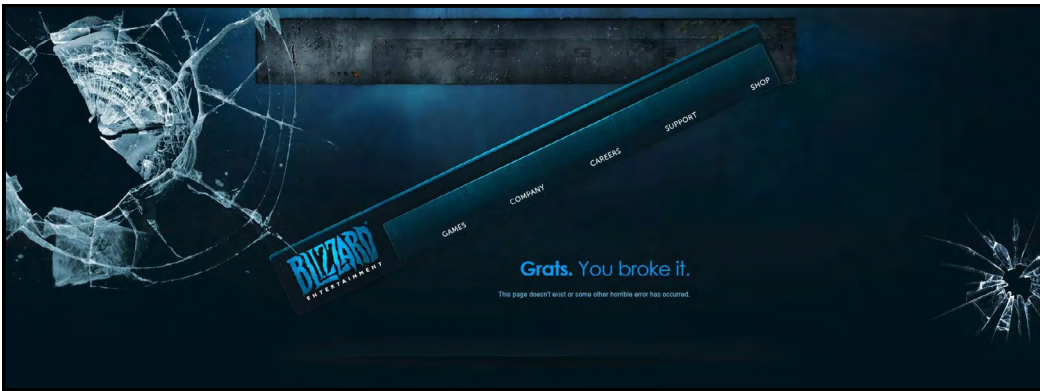 SHOP
SUPPORT
CAREERS
COMPANY
GAMES
BLIZZARD
ENTERTAINMENT
Grats. You broke it.
This page doesn't exist or some other horrible error has occurred.